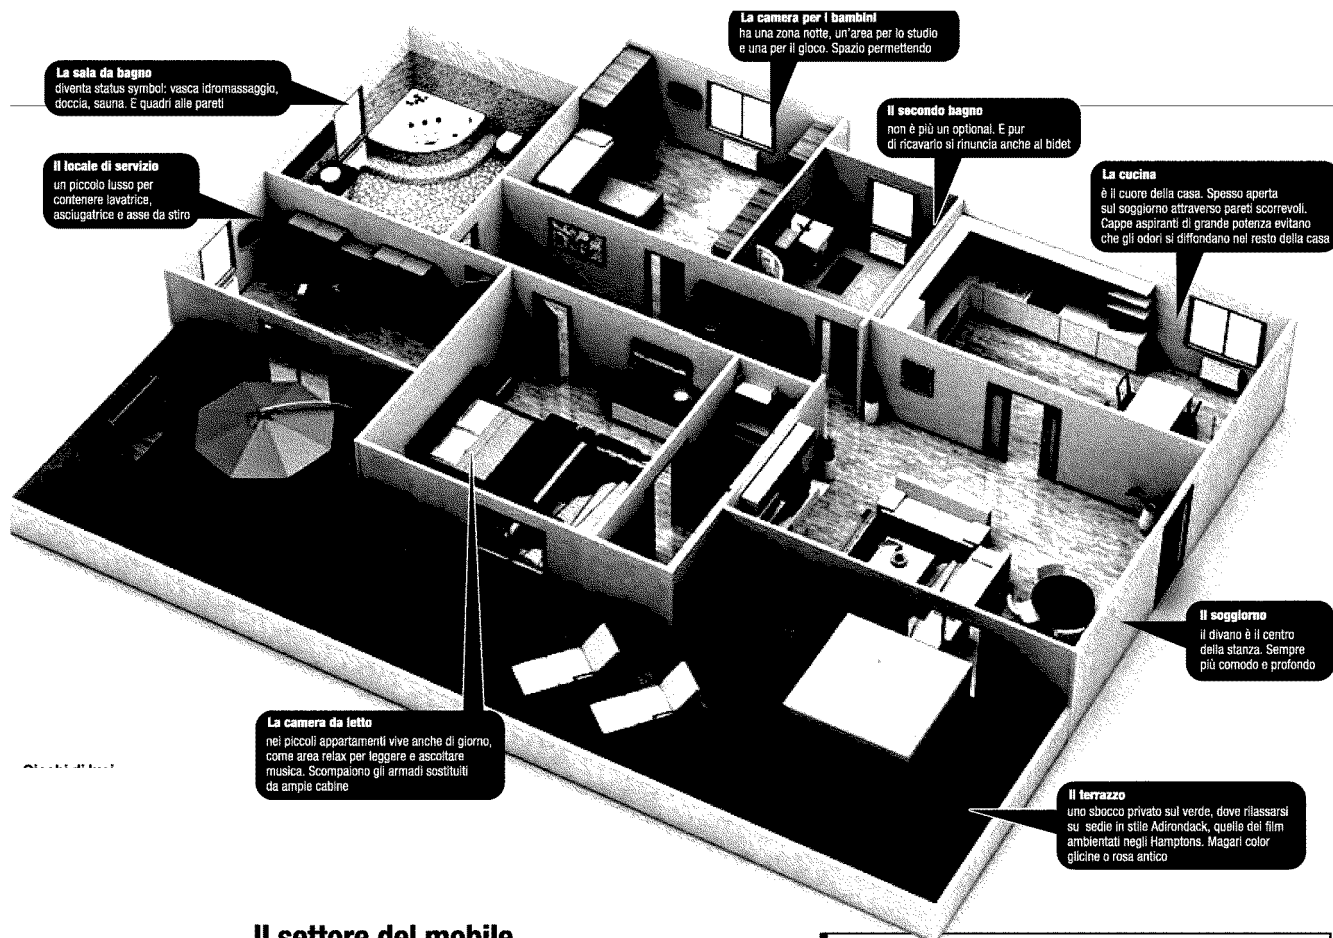 La camera per i bambini
ha una zona notte, un'area per lo studio
e una per il gioco. Spazio permettendo
La sala da bagno
diventa status symbol: vasca idromassaggio,
doccia, sauna. E quadri alle pareti
Il secondo bagno
non è più un optional. E pur
di ricavarlo si rinuncia anche al bidet
Il locale di servizio
un piccolo lusso per
contenere lavatrice,
asciugatrice e asse da stiro
La cucina
è il cuore della casa. Spesso aperta
sul soggiorno attraverso pareti scorrevoli.
Cappe aspiranti di grande potenza evitano
che gli odori si diffondano nel resto della casa
Il soggiorno
il divano è il centro
della stanza. Sempre
più comodo e profondo
La camera da letto
nei piccoli appartamenti vive anche di giorno,
come area relax per leggere e ascoltare
musica. Scompaiono gli armadi sostituiti
da ampie cabine
Il terrazzo
uno sbocco privato sul verde, dove rilassarsi
su sedie in stile Adirondack, quelle dei film
ambientati negli Hamptons. Magari color
glicine o rosa antico
Il settore del mobile